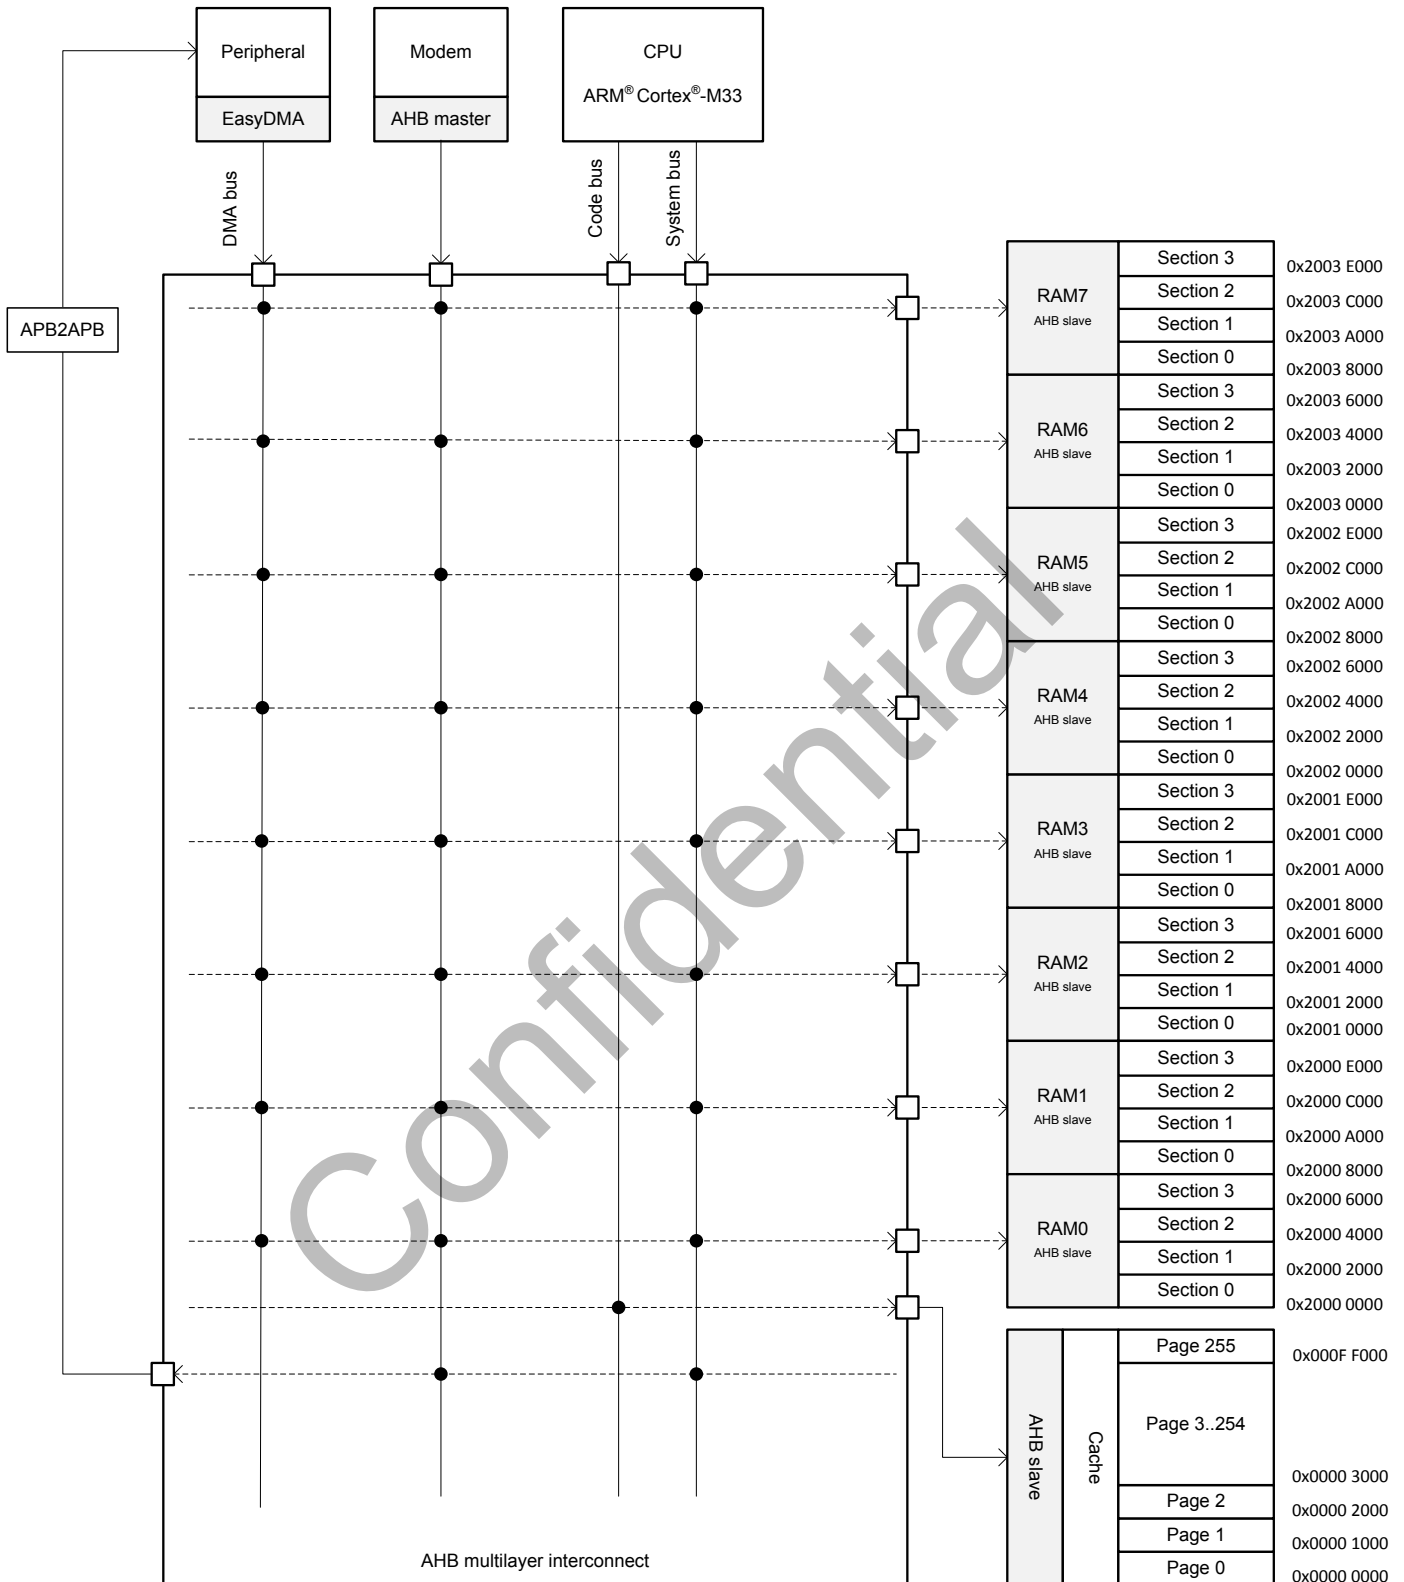 Peripheral
EasyDMA
Modem
AHB master
CPU
ARM® Cortex®-M33
DMA bus
Code bus
System bus
APB2APB
RAM7
AHB slave
Section 3
Section 2
Section 1
Section 0
0x2003 E000
0x2003 C000
0x2003 A000
0x2003 8000
RAM6
AHB slave
Section 3
Section 2
Section 1
Section 0
0x2003 6000
0x2003 4000
0x2003 2000
0x2003 0000
RAM5
AHB slave
Section 3
Section 2
Section 1
Section 0
0x2002 E000
0x2002 C000
0x2002 A000
0x2002 8000
RAM4
AHB slave
Section 3
Section 2
Section 1
Section 0
0x2002 6000
0x2002 4000
0x2002 2000
0x2002 0000
RAM3
AHB slave
Section 3
Section 2
Section 1
Section 0
0x2001 E000
0x2001 C000
0x2001 A000
0x2001 8000
RAM2
AHB slave
Section 3
Section 2
Section 1
Section 0
0x2001 6000
0x2001 4000
0x2001 2000
0x2001 0000
RAM1
AHB slave
Section 3
Section 2
Section 1
Section 0
0x2000 E000
0x2000 C000
0x2000 A000
0x2000 8000
RAM0
AHB slave
Section 3
Section 2
Section 1
Section 0
0x2000 6000
0x2000 4000
0x2000 2000
0x2000 0000
AHB slave
Cache
Page 255
Page 3..254
Page 2
Page 1
Page 0
0x000F F000
0x0000 3000
0x0000 2000
0x0000 1000
0x0000 0000
AHB multilayer interconnect
Confidential